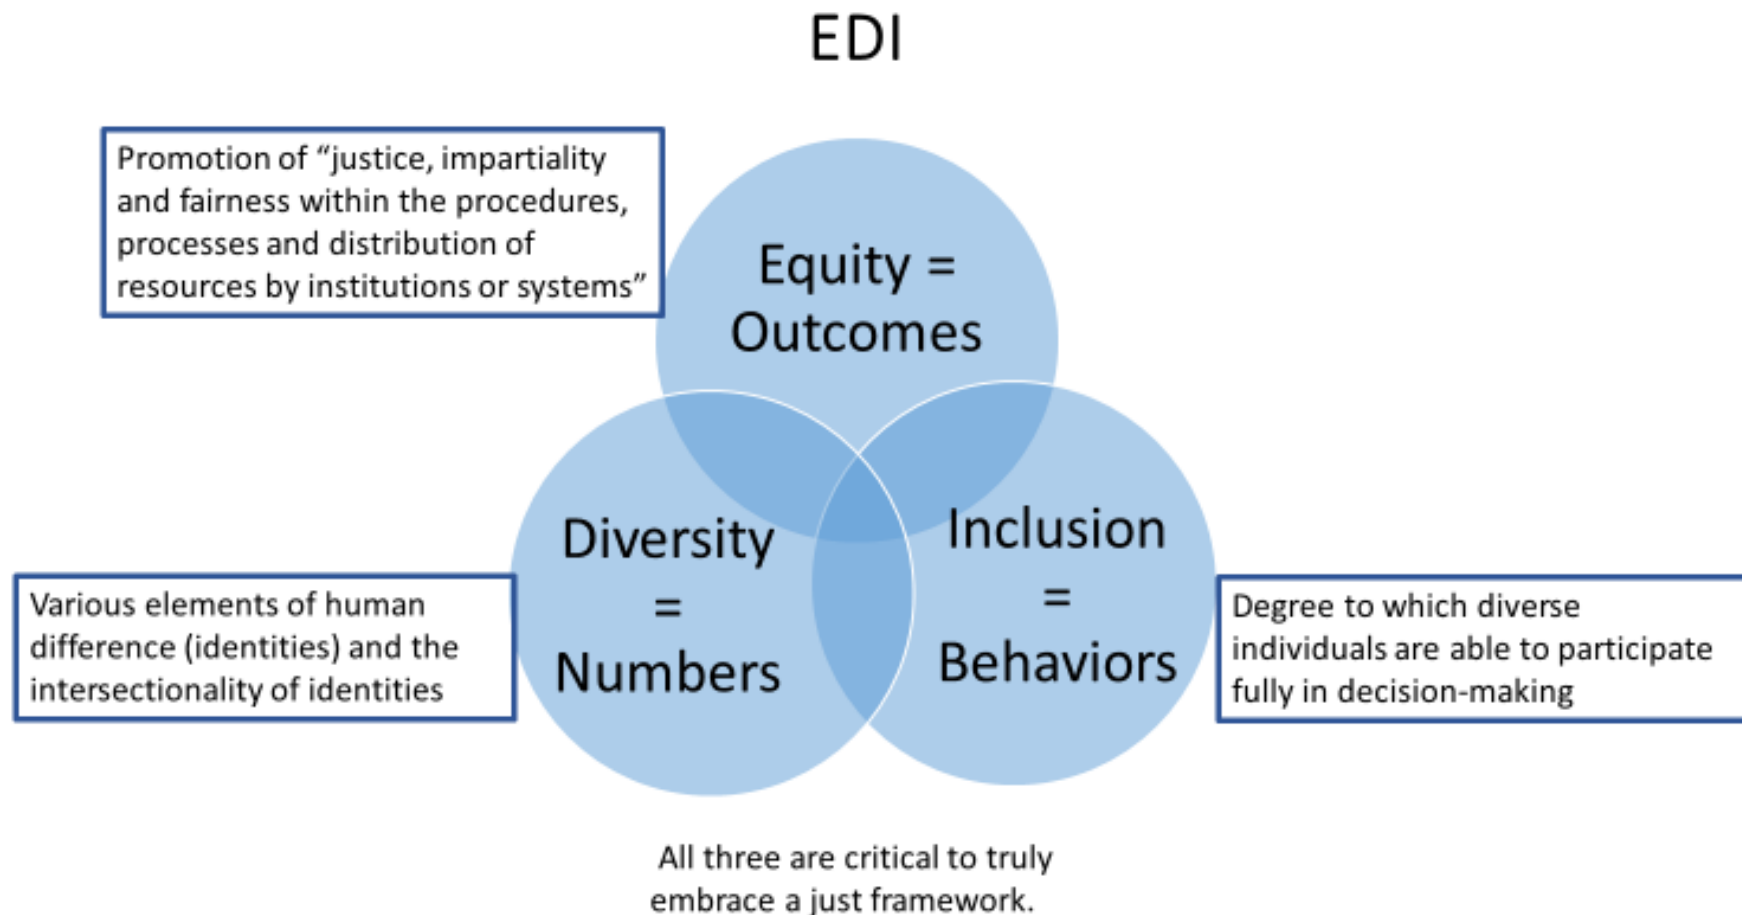 EDI
Promotion of “justice, impartiality
and fairness within the procedures,
processes and distribution of
resources by institutions or systems”
Equity =
Outcomes
Diversity
=
Numbers
Inclusion
=
Behaviors
Various elements of human
difference (identities) and the
intersectionality of identities
Degree to which diverse
individuals are able to participate
fully in decision-making
All three are critical to truly
embrace a just framework.